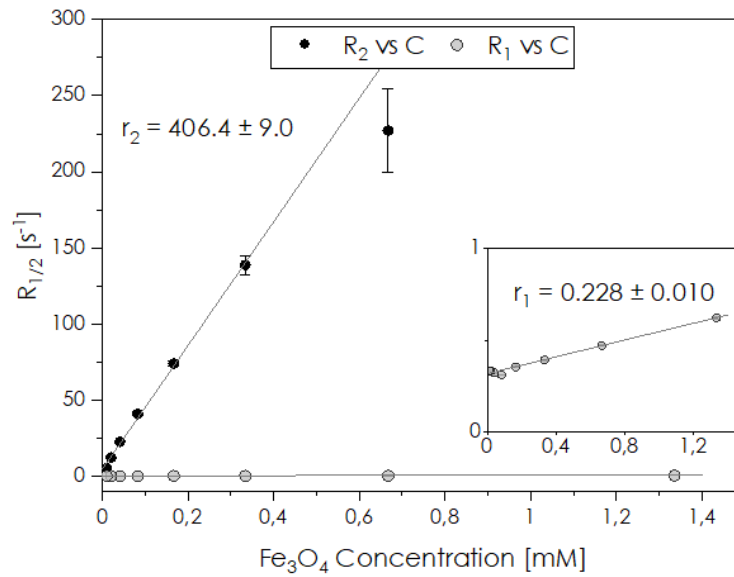 300
250
200
150
100
50
0
R1/2 [s-1]
R2 vs C
R1 vs C
r2 = 406.4 ± 9.0
1
r1 = 0.228 ± 0.010
0
0 0,4 0,8 1,2
0 0,2 0,4 0,6 0,8 1 1,2 1,4
Fe3O4 Concentration [mM]